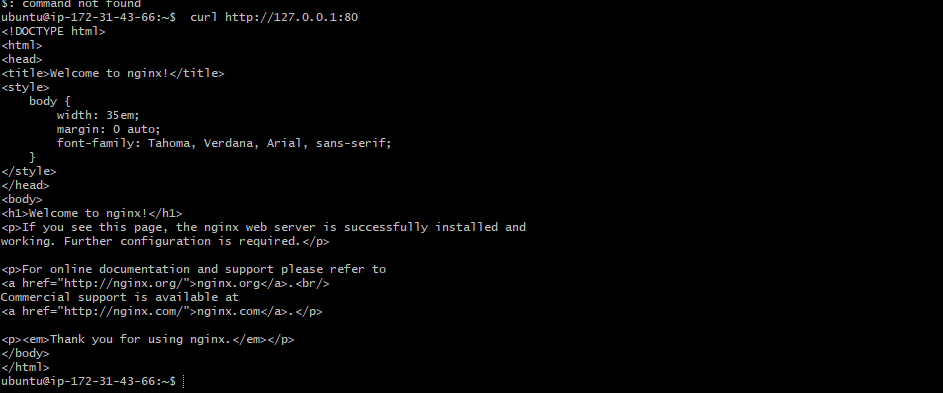 $: command not found
ubuntu@ip-172-31-43-66:~$  curl http://127.0.0.1:80
<!DOCTYPE html>
<html>
<head>
<title>Welcome to nginx!</title>
<style>
    body {
        width: 35em;
        margin: 0 auto;
        font-family: Tahoma, Verdana, Arial, sans-serif;
    }
</style>
</head>
<body>
<h1>Welcome to nginx!</h1>
<p>If you see this page, the nginx web server is successfully installed and
working. Further configuration is required.</p>

<p>For online documentation and support please refer to
<a href="http://nginx.org/">nginx.org</a>.<br/>
Commercial support is available at
<a href="http://nginx.com/">nginx.com</a>.</p>

<p><em>Thank you for using nginx.</em></p>
</body>
</html>
ubuntu@ip-172-31-43-66:~$